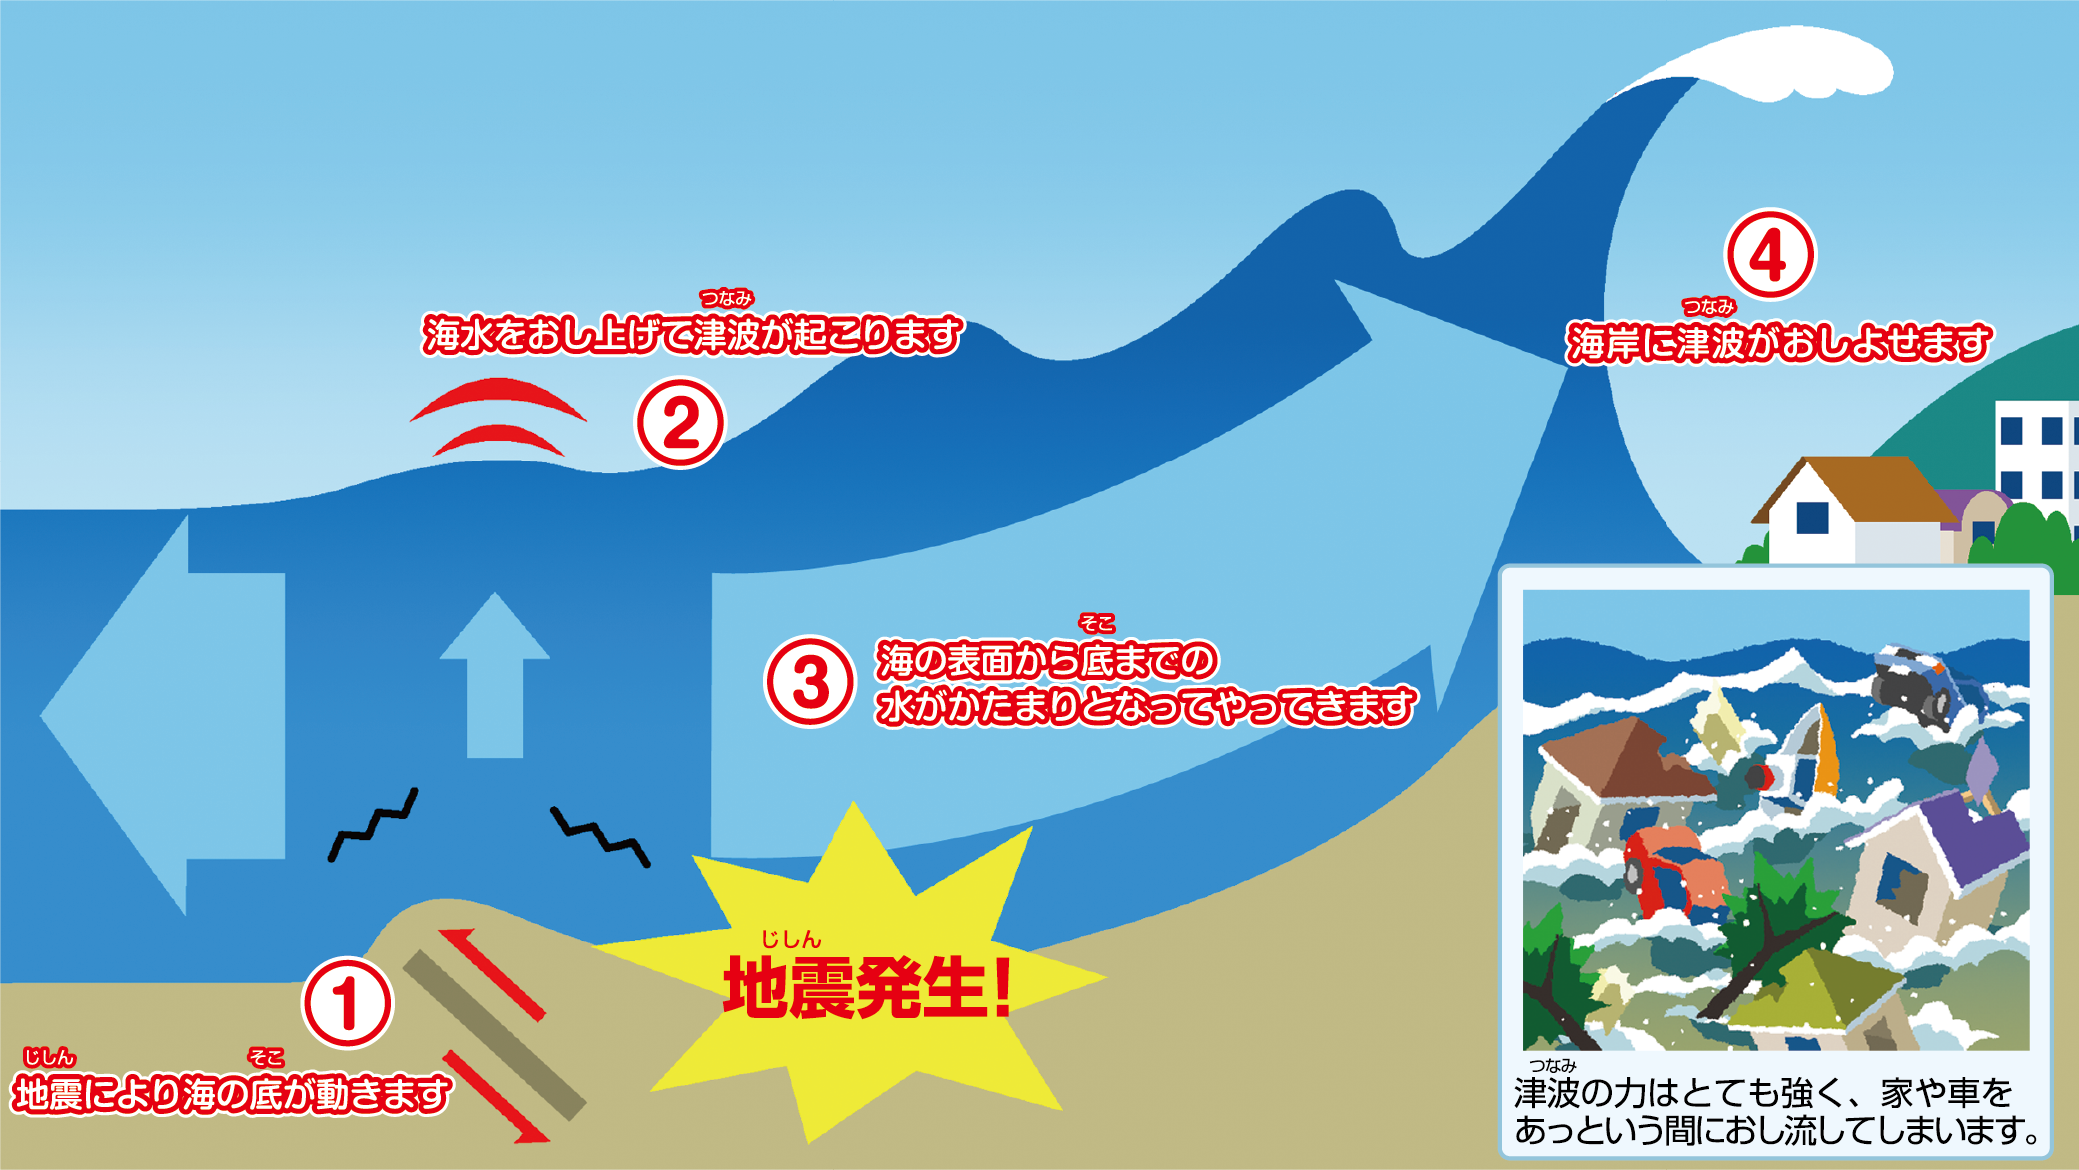 つなみ
海水をおし上げて津波が起こります
②
④
つなみ
海岸に津波がおしよせます
③
そこ
海の表面から底までの
水がかたまりとなってやってきます
じしん
地震発生!
①
じしん そこ
地震により海の底が動きます
つなみ
津波の力はとても強く、家や車を
あっという間におし流してしまいます。